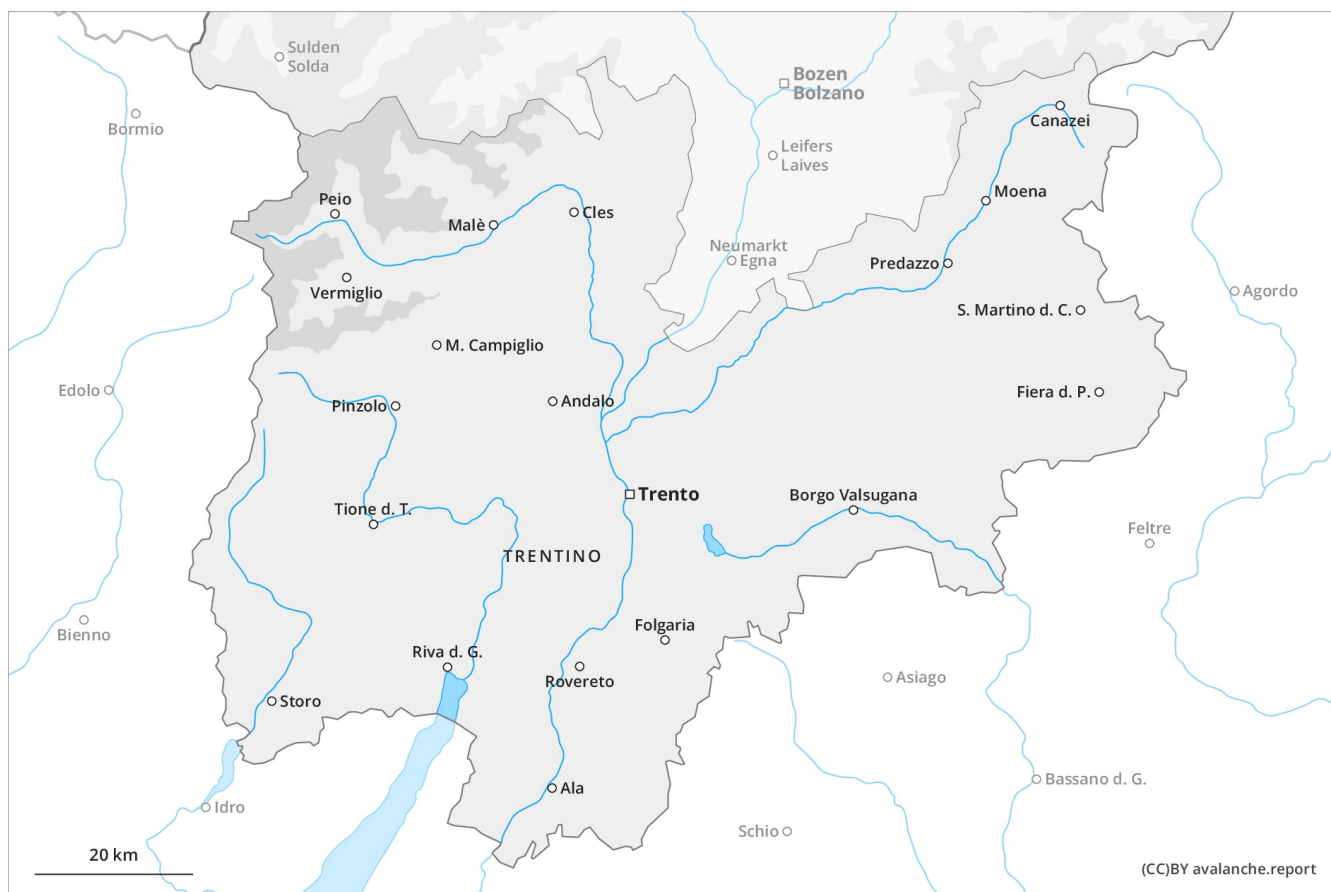 Sulden
Solda
Bozen
Bolzano
Bormio
Canazei
Leifers
Laives
Peio
Moena
Malè
Cles
Neumarkt
Egna
Predazzo
Vermiglio
Agordo
S. Martino d. C.
M. Campiglio
Edolo
Pinzolo
Andalo
Fiera d. P.
Trento
Borgo Valsugana
Tione d. T.
Feltre
TRENTINO
Bienno
Folgaria
Riva d. G.
Rovereto
Asiago
Storo
Bassano d. G.
Ala
Idro
Schio
20 km
(CC)BY avalanche.report